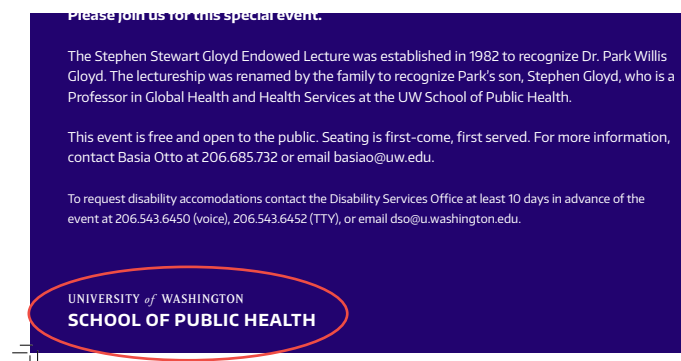 Please join us for this special event.
The Stephen Stewart Gloyd Endowed Lecture was established in 1982 to recognize Dr. Park Willis
Gloyd. The lectureship was renamed by the family to recognize Park's son, Stephen Gloyd, who is a
Professor in Global Health and Health Services at the UW School of Public Health.
This event is free and open to the public. Seating is first-come, first served. For more information,
contact Basia Otto at 206.685.732 or email basiao@uw.edu.
To request disability accomodations contact the Disability Services Office at least 10 days in advance of the
event at 206.543.6450 (voice), 206.543.6452 (TTY), or email dso@u.washington.edu.
UNIVERSITY of WASHINGTON
SCHOOL OF PUBLIC HEALTH